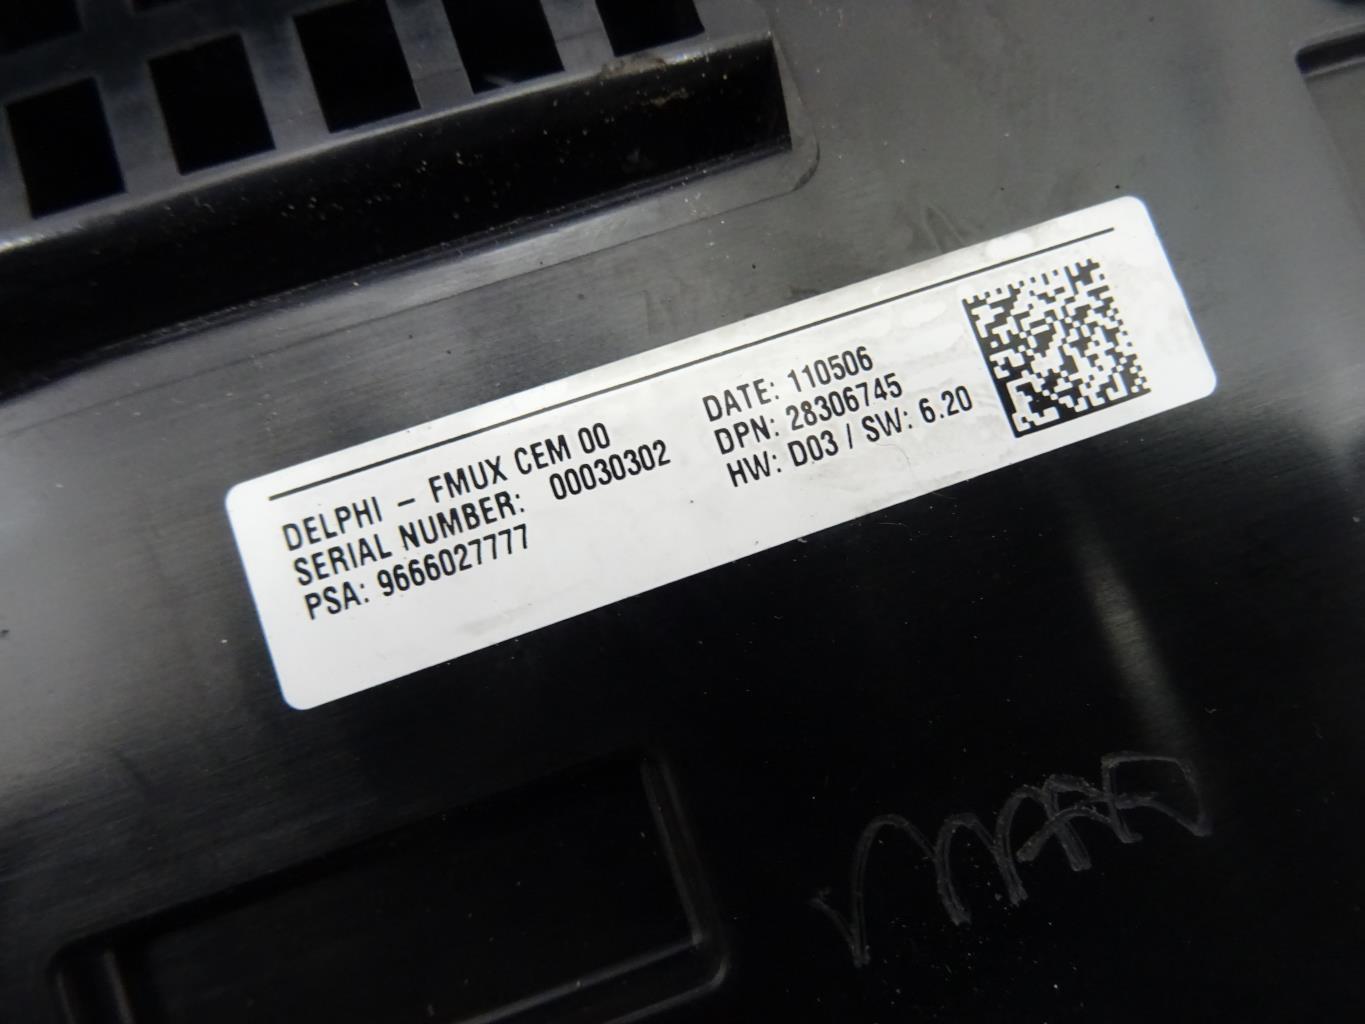 DELPHI - FMUX CEM 00
SERIAL NUMBER: 00030302
PSA: 9666027777
DATE: 110506
DPN: 28306745
HW: D03 / SW: 6.20